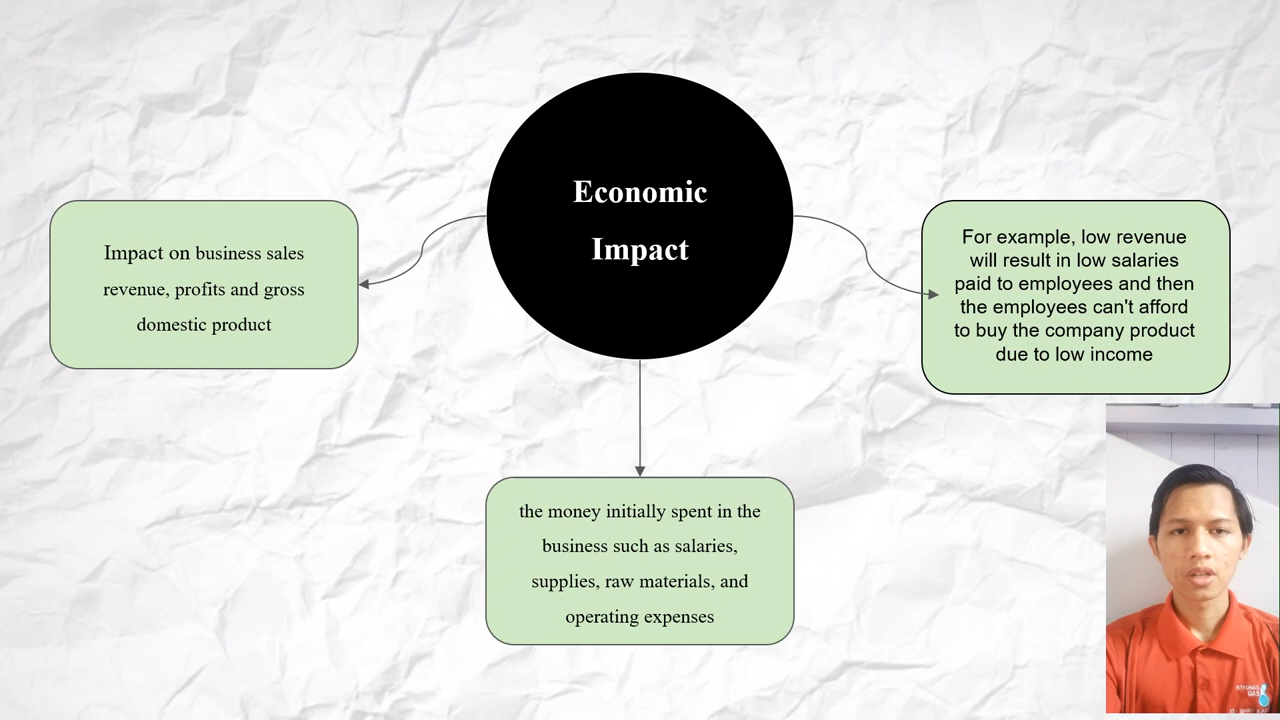 Economic
Impact
Impact on business sales
revenue, profits and gross
domestic product
For example, low revenue
will result in low salaries
paid to employees and then
the employees can't afford
to buy the company product
due to low income
the money initially spent in the
business such as salaries,
supplies, raw materials, and
operating expenses
PETRONAS
GAS